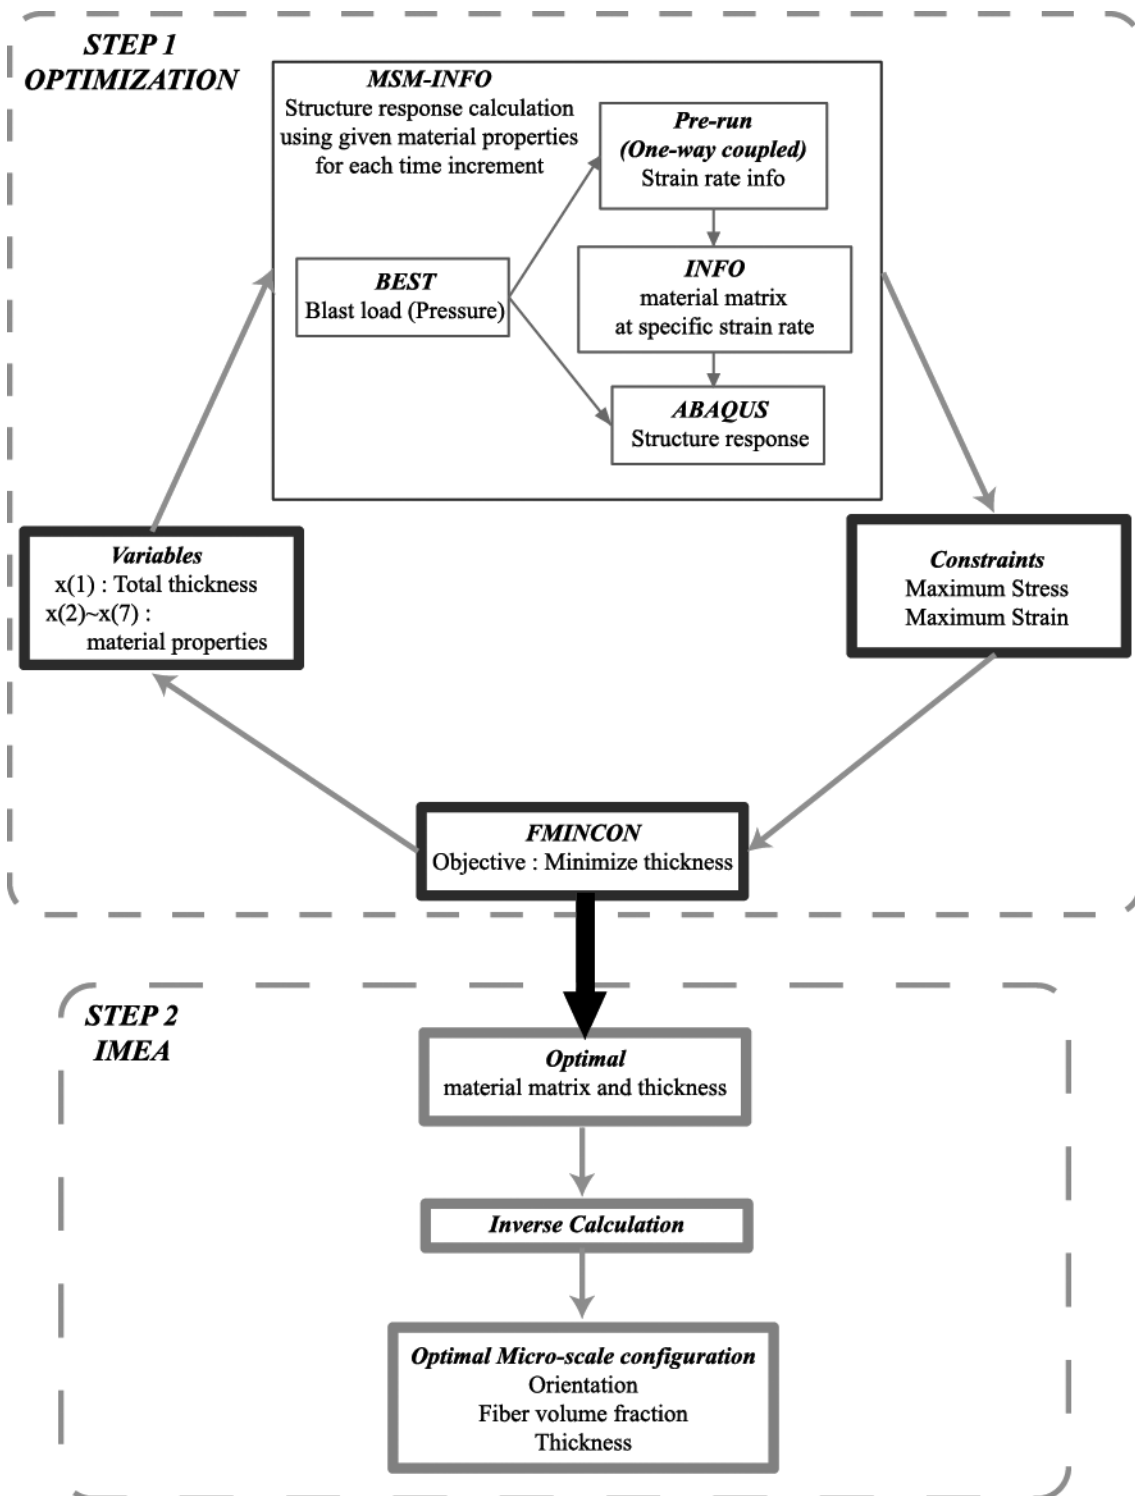 STEP 1
OPTIMIZATION
MSM-INFO
Structure response calculation
using given material properties
for each time increment
Pre-run
(One-way coupled)
Strain rate info
BEST
Blast load (Pressure)
INFO
material matrix
at specific strain rate
ABAQUS
Structure response
Variables
x(1) : Total thickness
x(2)~x(7) :
material properties
Constraints
Maximum Stress
Maximum Strain
FMINCON
Objective : Minimize thickness
STEP 2
IMEA
Optimal
material matrix and thickness
Inverse Calculation
Optimal Micro-scale configuration
Orientation
Fiber volume fraction
Thickness